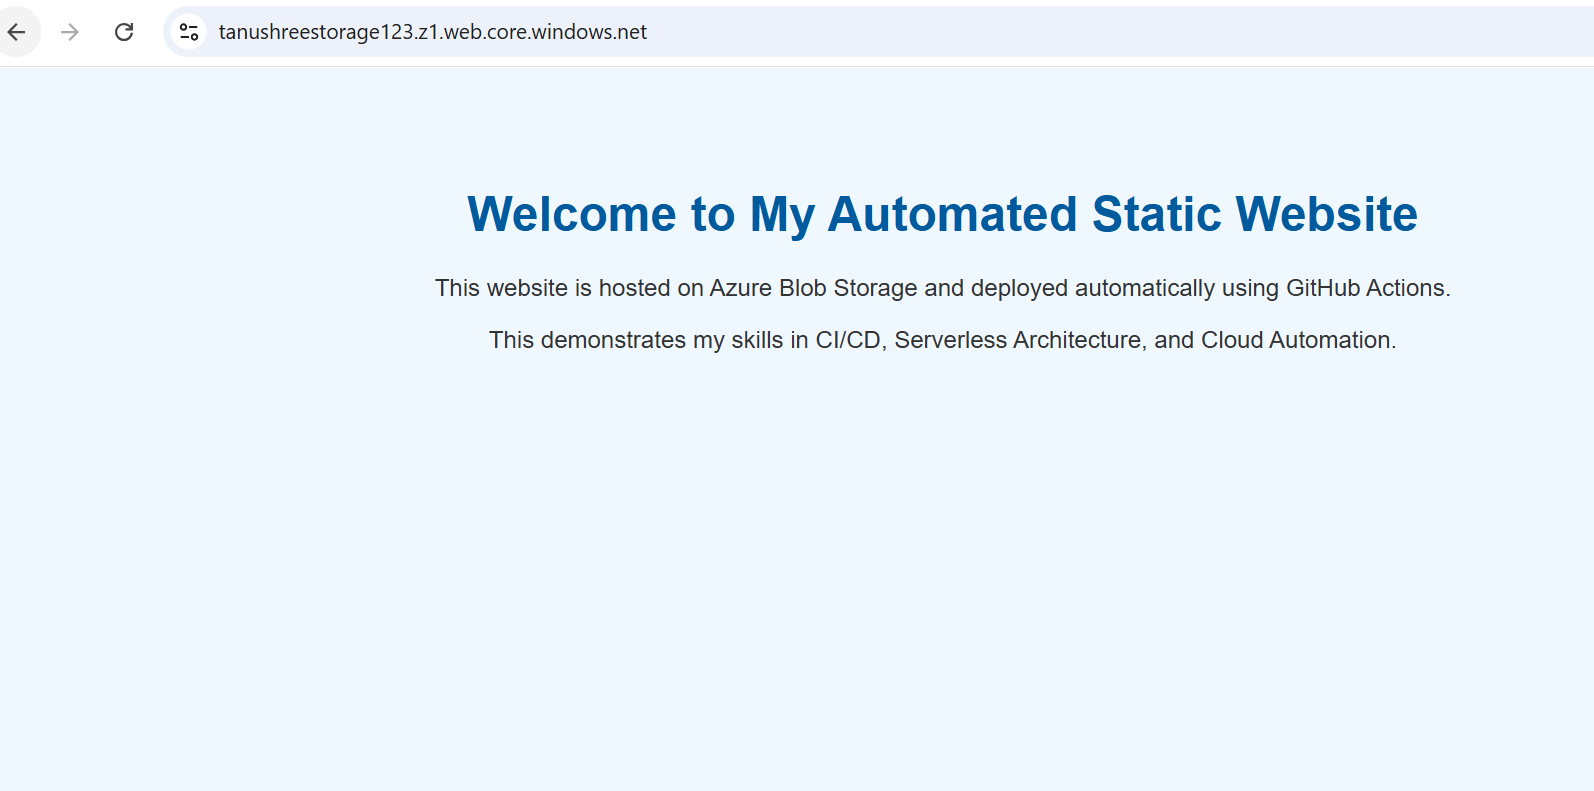 tanushreestorage123.z1.web.core.windows.net
Welcome to My Automated Static Website
This website is hosted on Azure Blob Storage and deployed automatically using GitHub Actions.
This demonstrates my skills in CI/CD, Serverless Architecture, and Cloud Automation.